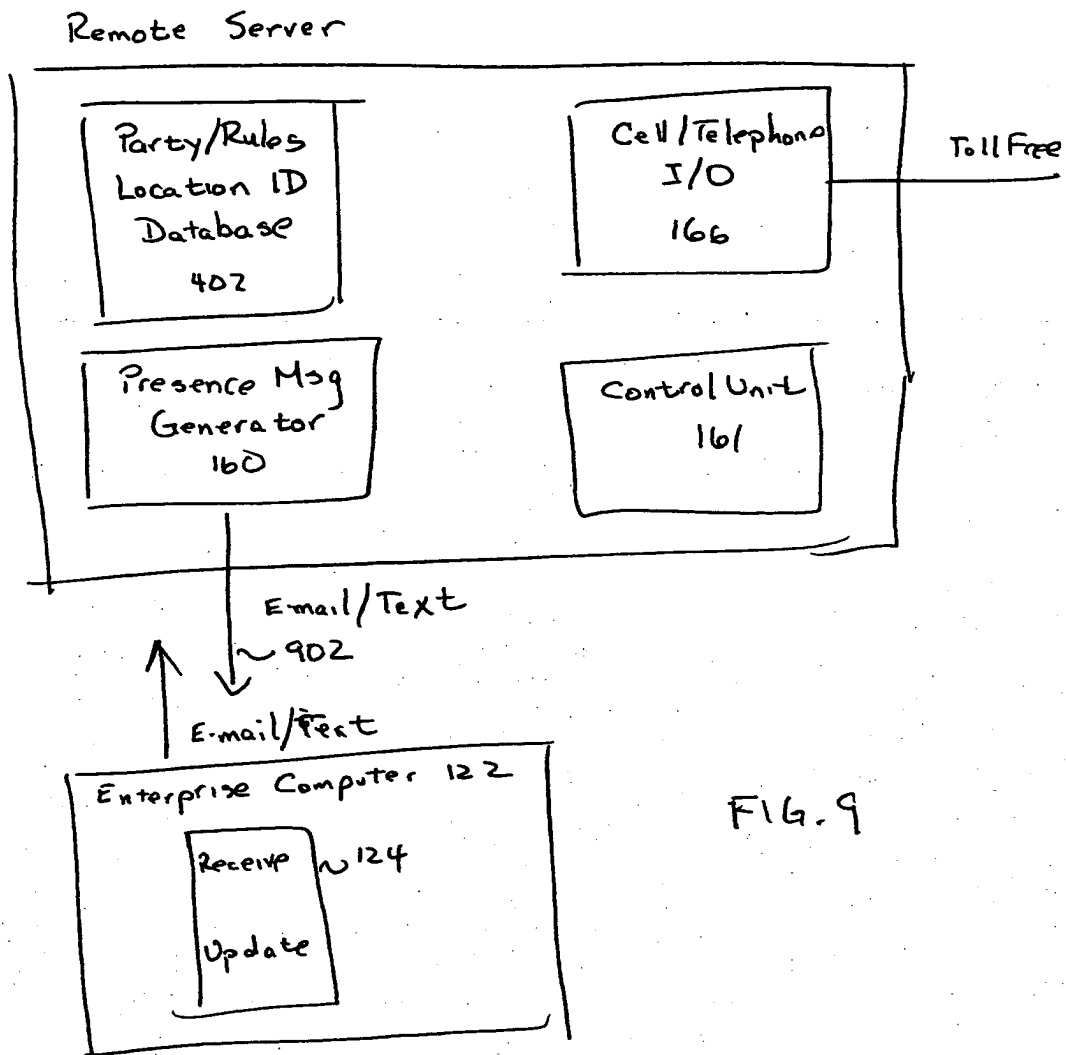 Remote Server
Party/Rules
Location ID
Database
402
Cell/Telephone
I/O
166
Toll Free
Presence Msg
Generator
160
Control Unit
161
E-mail/Text
902
E-mail/Text
Enterprise Computer 122
Receive
124
Update
FIG. 9